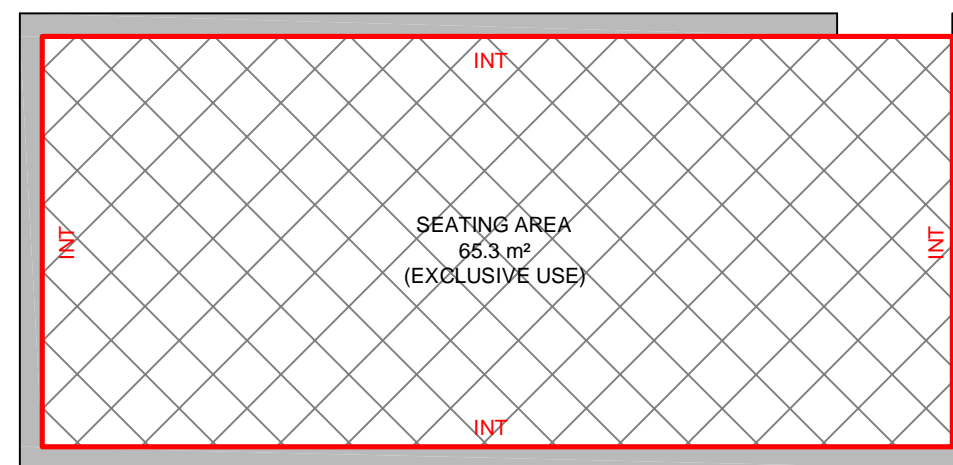 INT
INT
SEATING AREA
65.3 m²
(EXCLUSIVE USE)
INT
INT